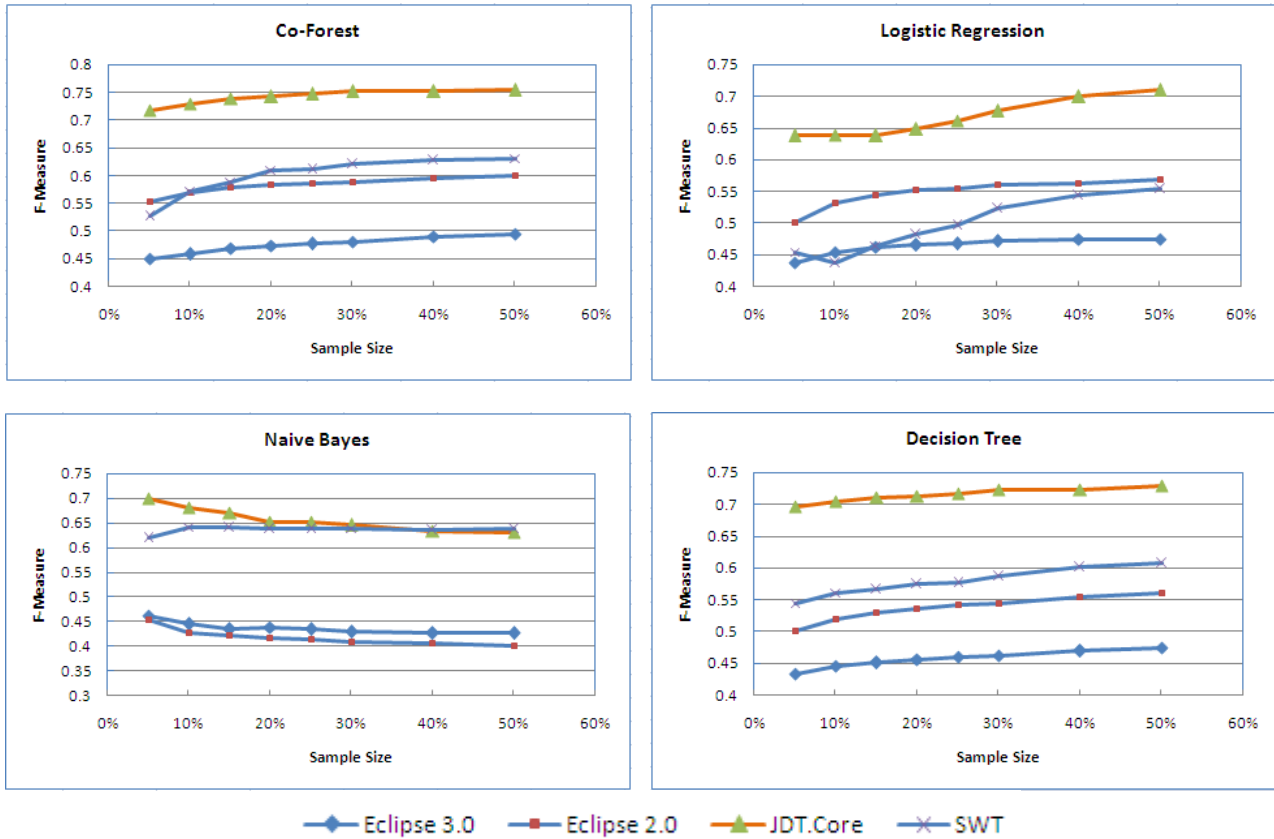 Co-Forest
0.8
0.75
0.7
0.65
0.6
0.55
0.5
0.45
0.4
F-Measure
0% 10% 20% 30% 40% 50% 60%
Sample Size
Logistic Regression
0.75
0.7
0.65
0.6
0.55
0.5
0.45
0.4
F-Measure
0% 10% 20% 30% 40% 50% 60%
Sample Size
Naive Bayes
0.75
0.7
0.65
0.6
0.55
0.5
0.45
0.4
0.35
0.3
F-Measure
0% 10% 20% 30% 40% 50% 60%
Sample Size
Decision Tree
0.75
0.7
0.65
0.6
0.55
0.5
0.45
0.4
F-Measure
0% 10% 20% 30% 40% 50% 60%
Sample Size
Eclipse 3.0 Eclipse 2.0 JDT.Core SWT